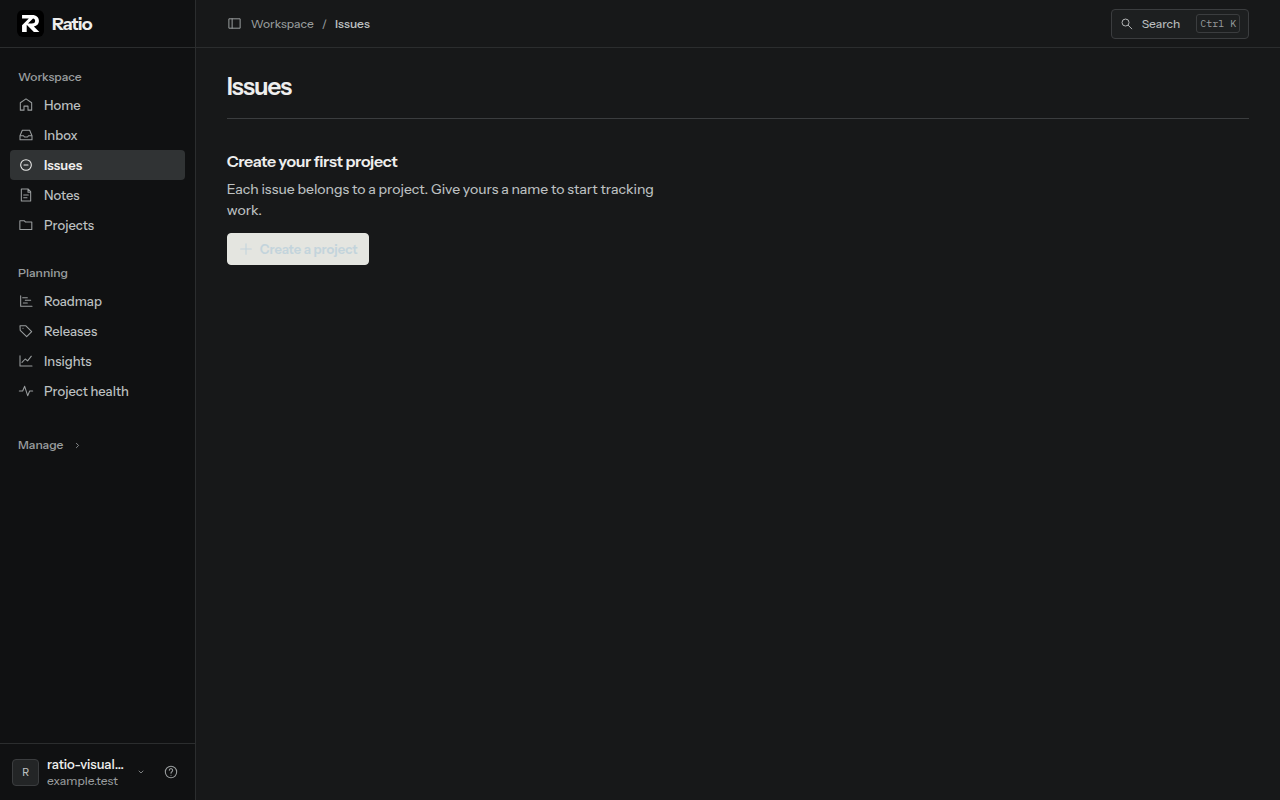 Ratio
Workspace / Issues
Search Ctrl K
Workspace
Home
Inbox
Issues
Notes
Projects
Planning
Roadmap
Releases
Insights
Project health
Manage
R
ratio-visual...
example.test
Issues
Create your first project
Each issue belongs to a project. Give yours a name to start tracking
work.
Create a project